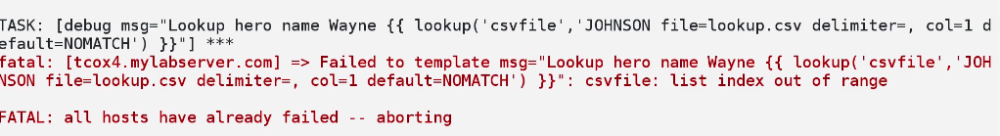 TASK: [debug msg="Lookup hero name Wayne {{ lookup('csvfile','JOHNSON file=lookup.csv delimiter=, col=1 d
efault=NOMATCH') }}"] ***
fatal: [tcox4.mylabserver.com] => Failed to template msg="Lookup hero name Wayne {{ lookup('csvfile','JOH
NSON file=lookup.csv delimiter=, col=1 default=NOMATCH') }}": csvfile: list index out of range
FATAL: all hosts have already failed -- aborting